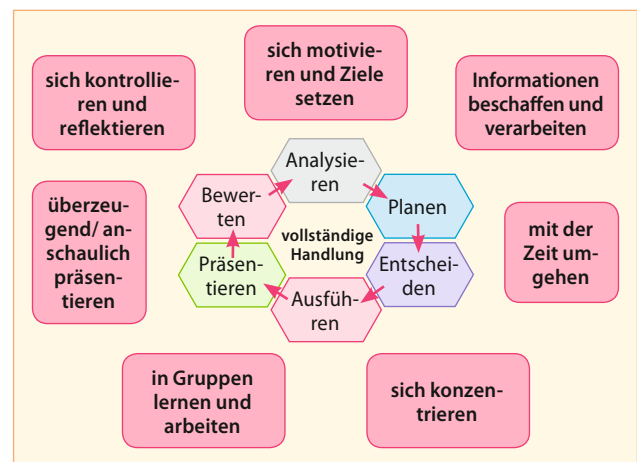 sich motivie-
ren und Ziele
setzen
sich kontrollie-
ren und
reflektieren
Informationen
beschaffen und
verarbeiten
Analysie-
ren
Bewer-
ten
Planen
überzeu-
gend/ an-
schaulich
präsen-
tieren
vollständige
Handlung
mit der
Zeit um-
gehen
Präsen-
tieren
Entschei-
den
Ausfüh-
ren
in Gruppen
lernen und
arbeiten
sich konzen-
trieren